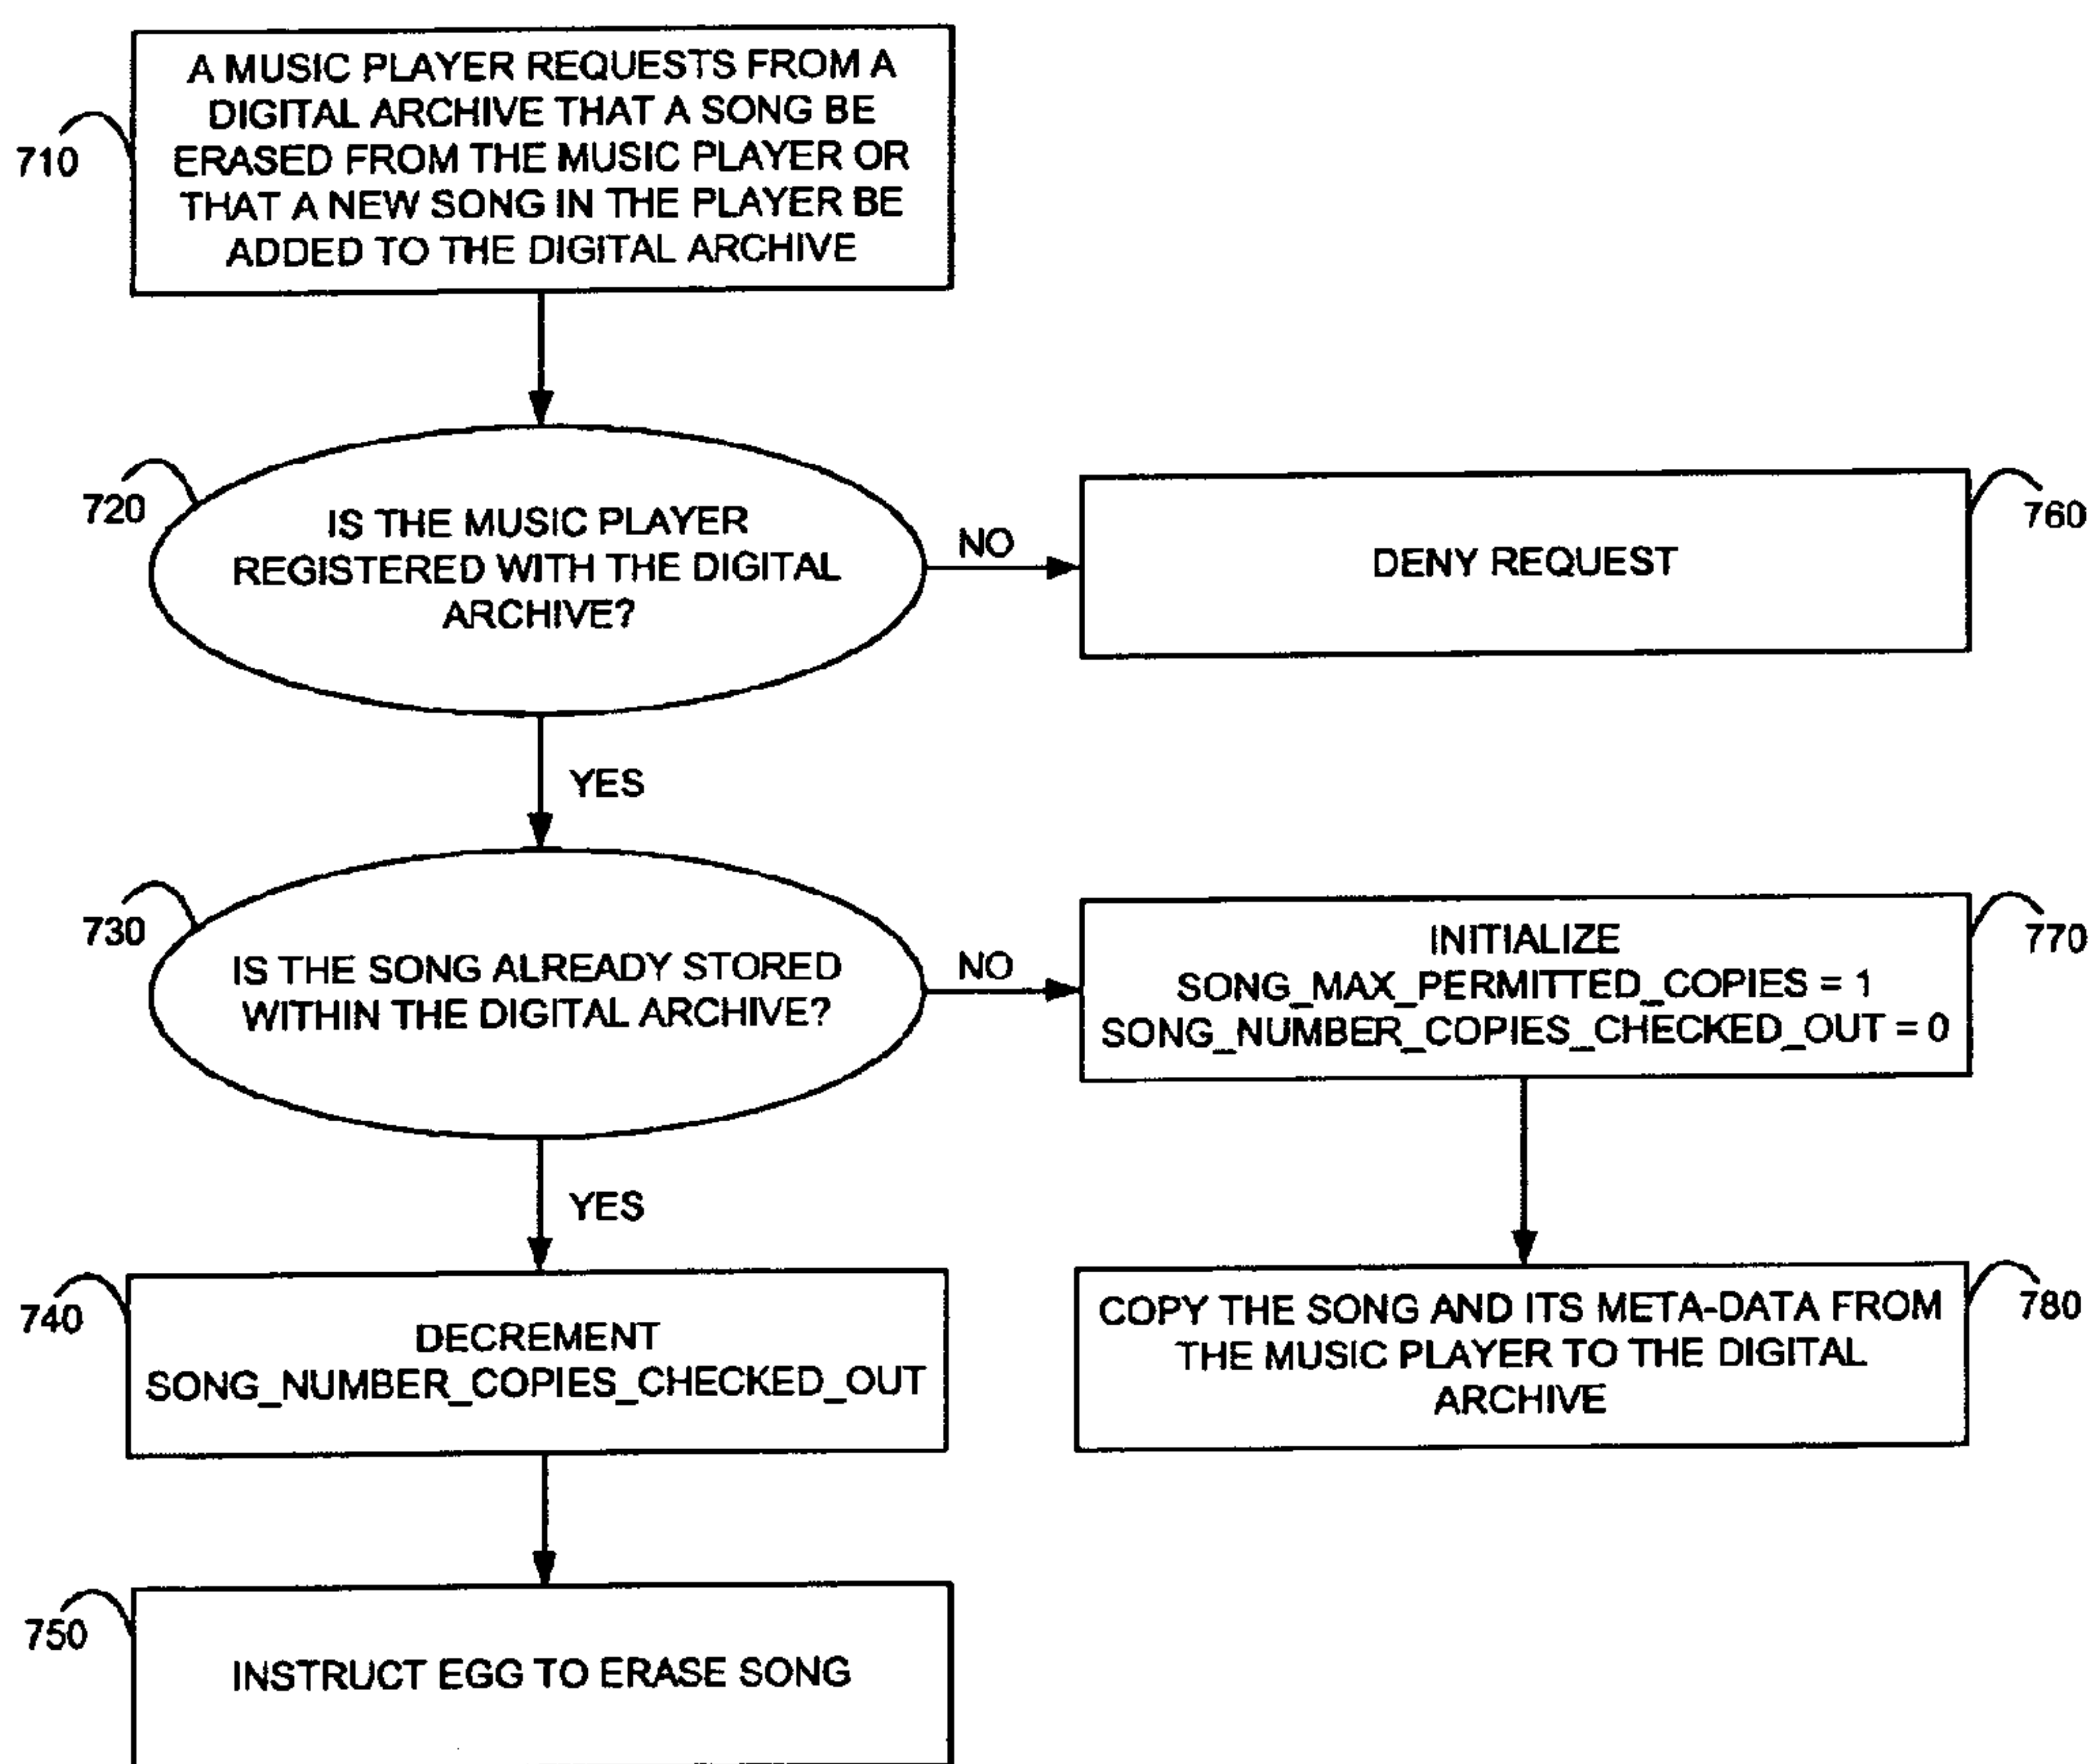 A MUSIC PLAYER REQUESTS FROM A
DIGITAL ARCHIVE THAT A SONG BE
ERASED FROM THE MUSIC PLAYER OR
THAT A NEW SONG IN THE PLAYER BE
ADDED TO THE DIGITAL ARCHIVE
710
720
IS THE MUSIC PLAYER
REGISTERED WITH THE DIGITAL
ARCHIVE?
NO
DENY REQUEST
760
YES
730
IS THE SONG ALREADY STORED
WITHIN THE DIGITAL ARCHIVE?
NO
INITIALIZE
SONG_MAX_PERMITTED_COPIES = 1
SONG_NUMBER_COPIES_CHECKED_OUT = 0
770
YES
740
DECREMENT
SONG_NUMBER_COPIES_CHECKED_OUT
COPY THE SONG AND ITS META-DATA FROM
THE MUSIC PLAYER TO THE DIGITAL
ARCHIVE
780
750
INSTRUCT EGG TO ERASE SONG